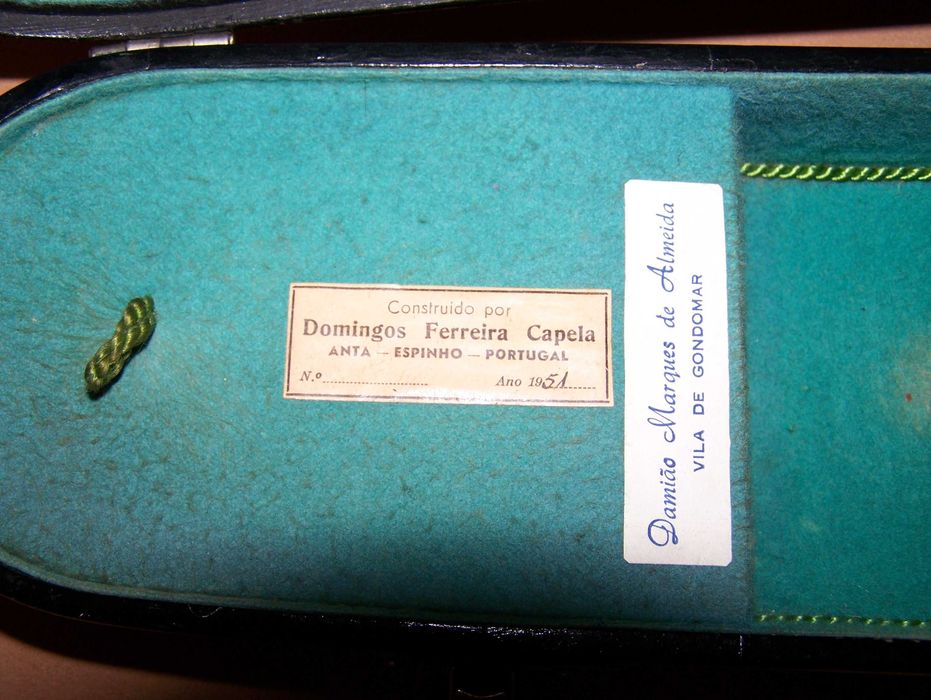 Construido por
Domingos Ferreira Capela
ANTA — ESPINHO — PORTUGAL
N.º ........................... Ano 1951........
Damião Marques de Almeida
VILA DE GONDOMAR